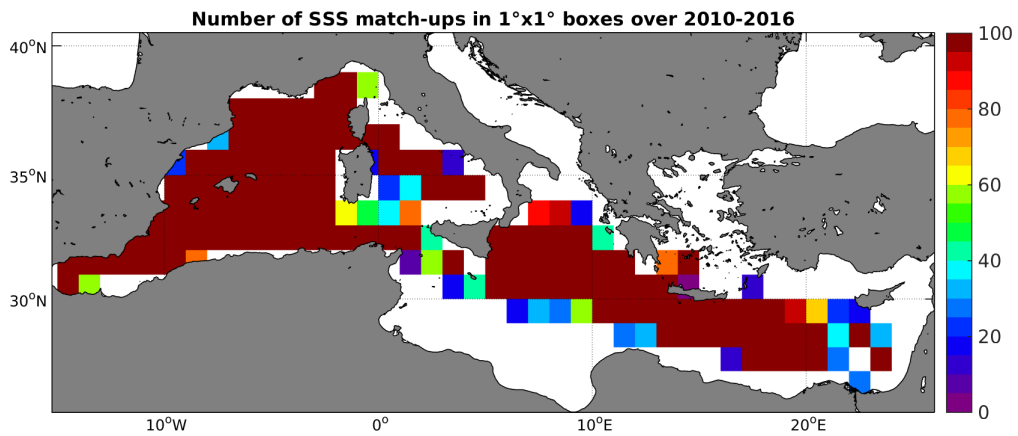 Number of SSS match-ups in 1°x1° boxes over 2010-2016
40°N
35°N
30°N
10°W
0°
10°E
20°E
100
80
60
40
20
0